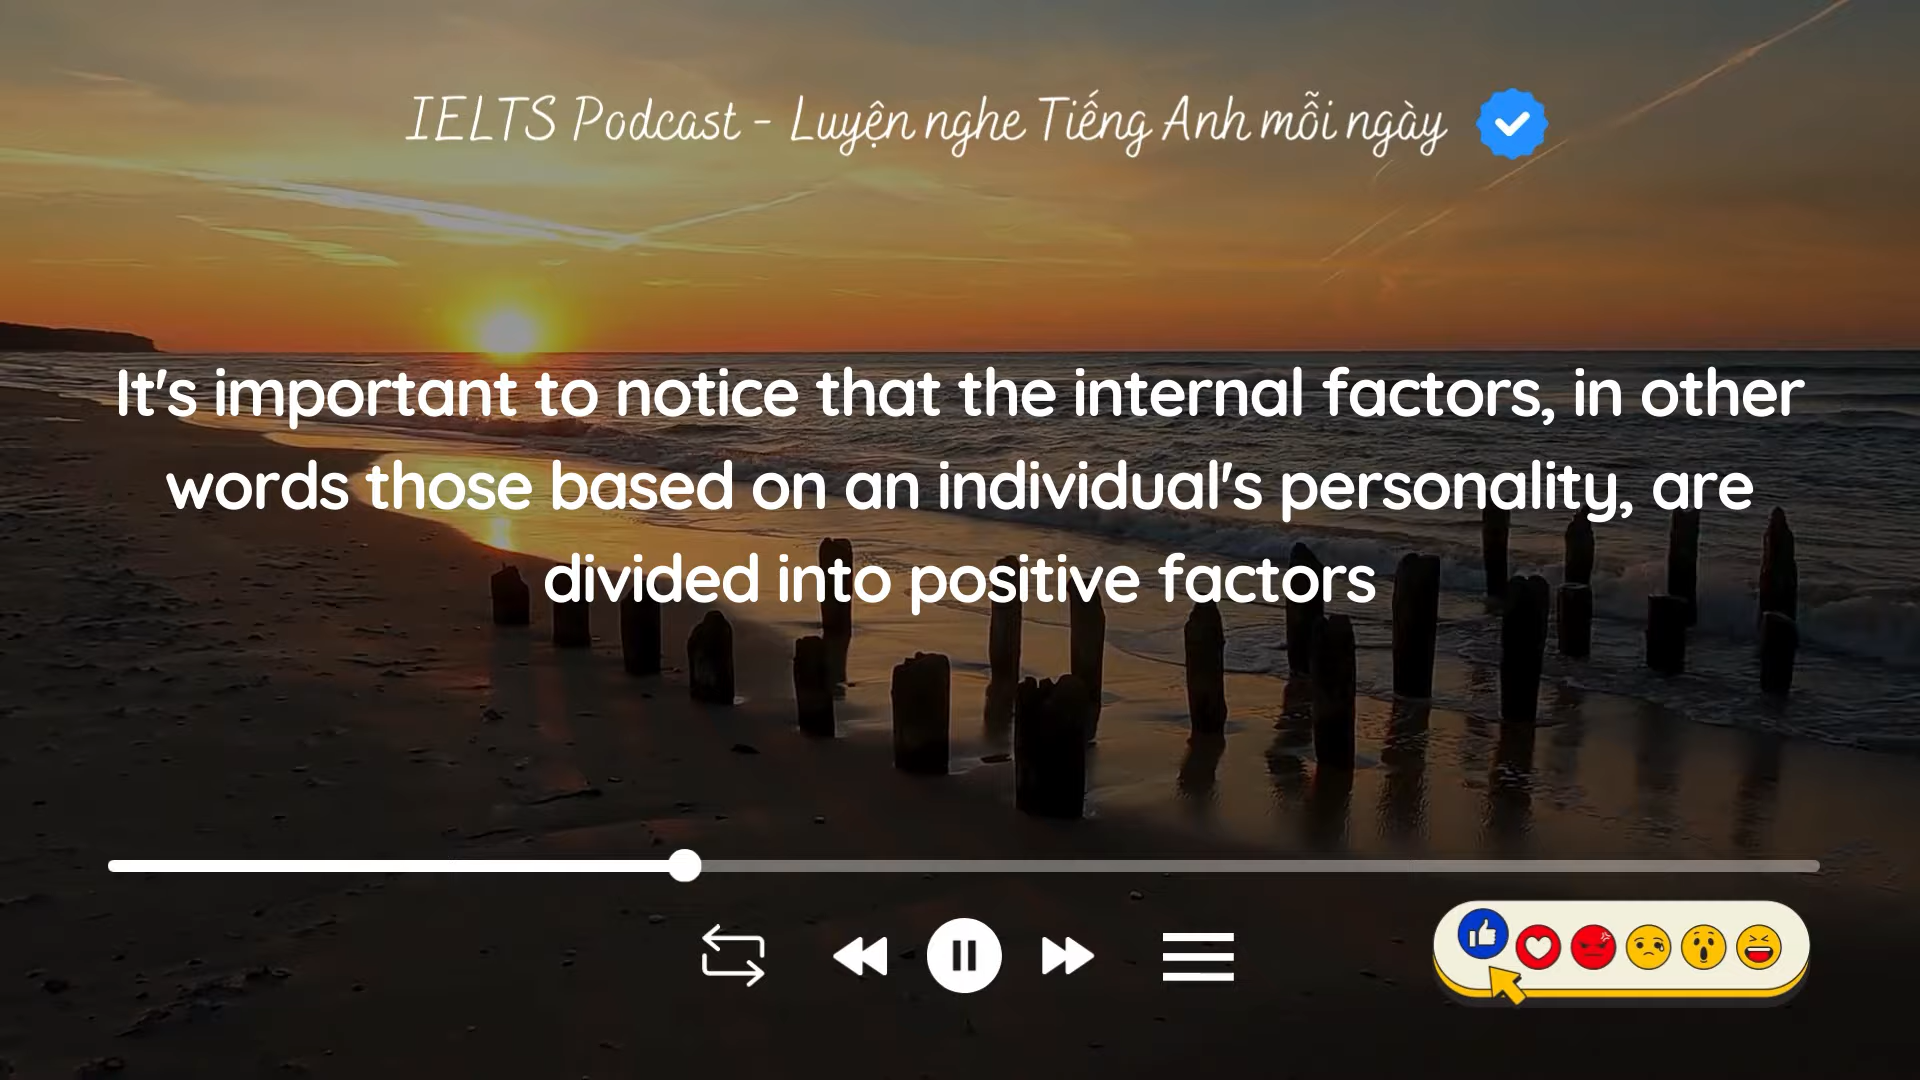 IELTS Podcast - Luyện nghe Tiếng Anh mỗi ngày
It's important to notice that the internal factors, in other
words those based on an individual's personality, are
divided into positive factors